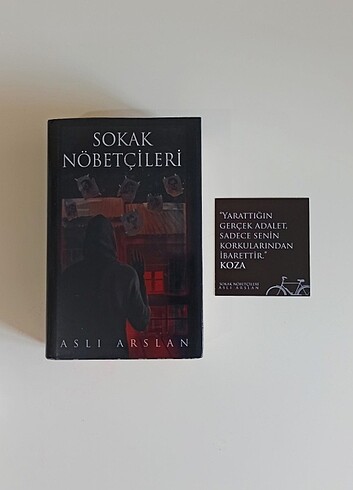 SOKAK
NÖBETÇİLERİ
ASLI ARSLAN
"YARATTIĞIN
GERÇEK ADALET,
SADECE SENİN
KORKULARINDAN
İBARETTİR."
KOZA
SOKAK NÖBETÇİLERİ
ASLI ARSLAN